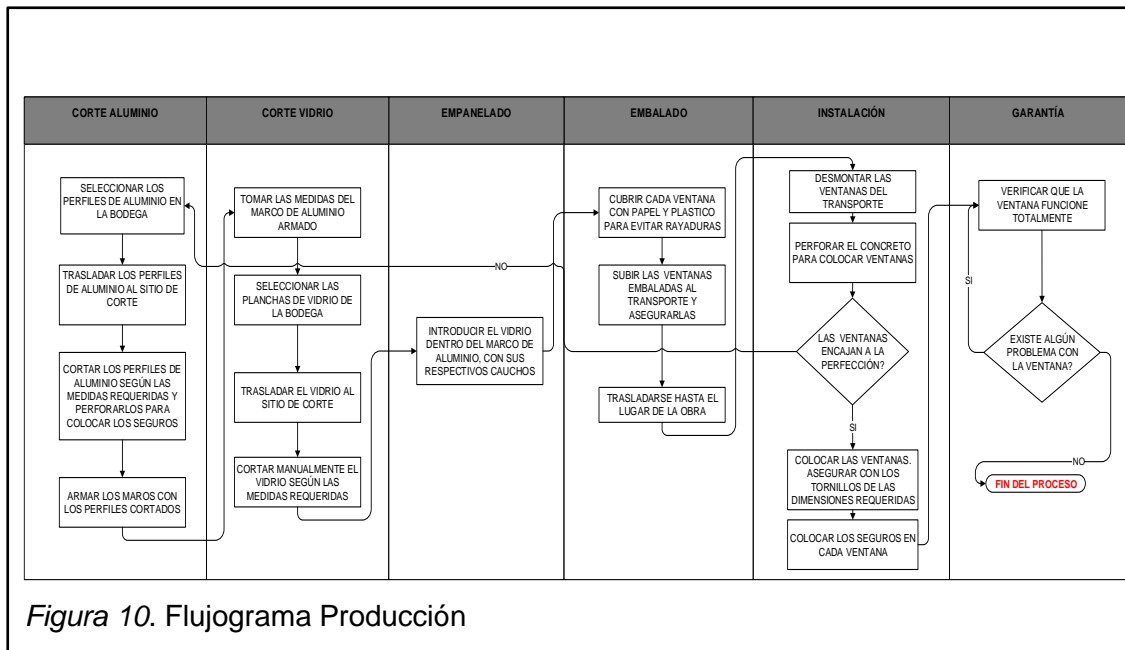 CORTE ALUMINIO
CORTE VIDRIO
EMPANELADO
EMBALADO
INSTALACIÓN
GARANTÍA
SELECCIONAR LOS
PERFILES DE ALUMINIO EN
LA BODEGA
TRASLADAR LOS PERFILES
DE ALUMINIO AL SITIO DE
CORTE
CORTAR LOS PERFILES DE
ALUMINIO SEGÚN LAS
MEDIDAS REQUERIDAS Y
PERFORARLOS PARA
COLOCAR LOS SEGUROS
ARMAR LOS MAROS CON
LOS PERFILES CORTADOS
TOMAR LAS MEDIDAS DEL
MARCO DE ALUMINIO
ARMADO
SELECCIONAR LAS
PLANCHAS DE VIDRIO DE
LA BODEGA
TRASLADAR EL VIDRIO AL
SITIO DE CORTE
CORTAR MANUALMENTE EL
VIDRIO SEGÚN LAS
MEDIDAS REQUERIDAS
INTRODUCIR EL VIDRIO
DENTRO DEL MARCO DE
ALUMINIO, CON SUS
RESPECTIVOS CAUCHOS
CUBRIR CADA VENTANA
CON PAPEL Y PLASTICO
PARA EVITAR RAYADURAS
SUBIR LAS VENTANAS
EMBALADAS AL
TRANSPORTE Y
ASEGURARLAS
TRASLADARSE HASTA EL
LUGAR DE LA OBRA
DESMONTAR LAS
VENTANAS DEL
TRANSPORTE
PERFORAR EL CONCRETO
PARA COLOCAR VENTANAS
LAS VENTANAS
ENCAJAN A LA
PERFECCIÓN?
NO
SI
COLOCAR LAS VENTANAS.
ASEGURAR CON LOS
TORNILLOS DE LAS
DIMENSIONES REQUERIDAS
COLOCAR LOS SEGUROS EN
CADA VENTANA
VERIFICAR QUE LA
VENTANA FUNCIONE
TOTALMENTE
SI
EXISTE ALGÚN
PROBLEMA CON
LA VENTANA?
NO
FIN DEL PROCESO
Figura 10. Flujograma Producción